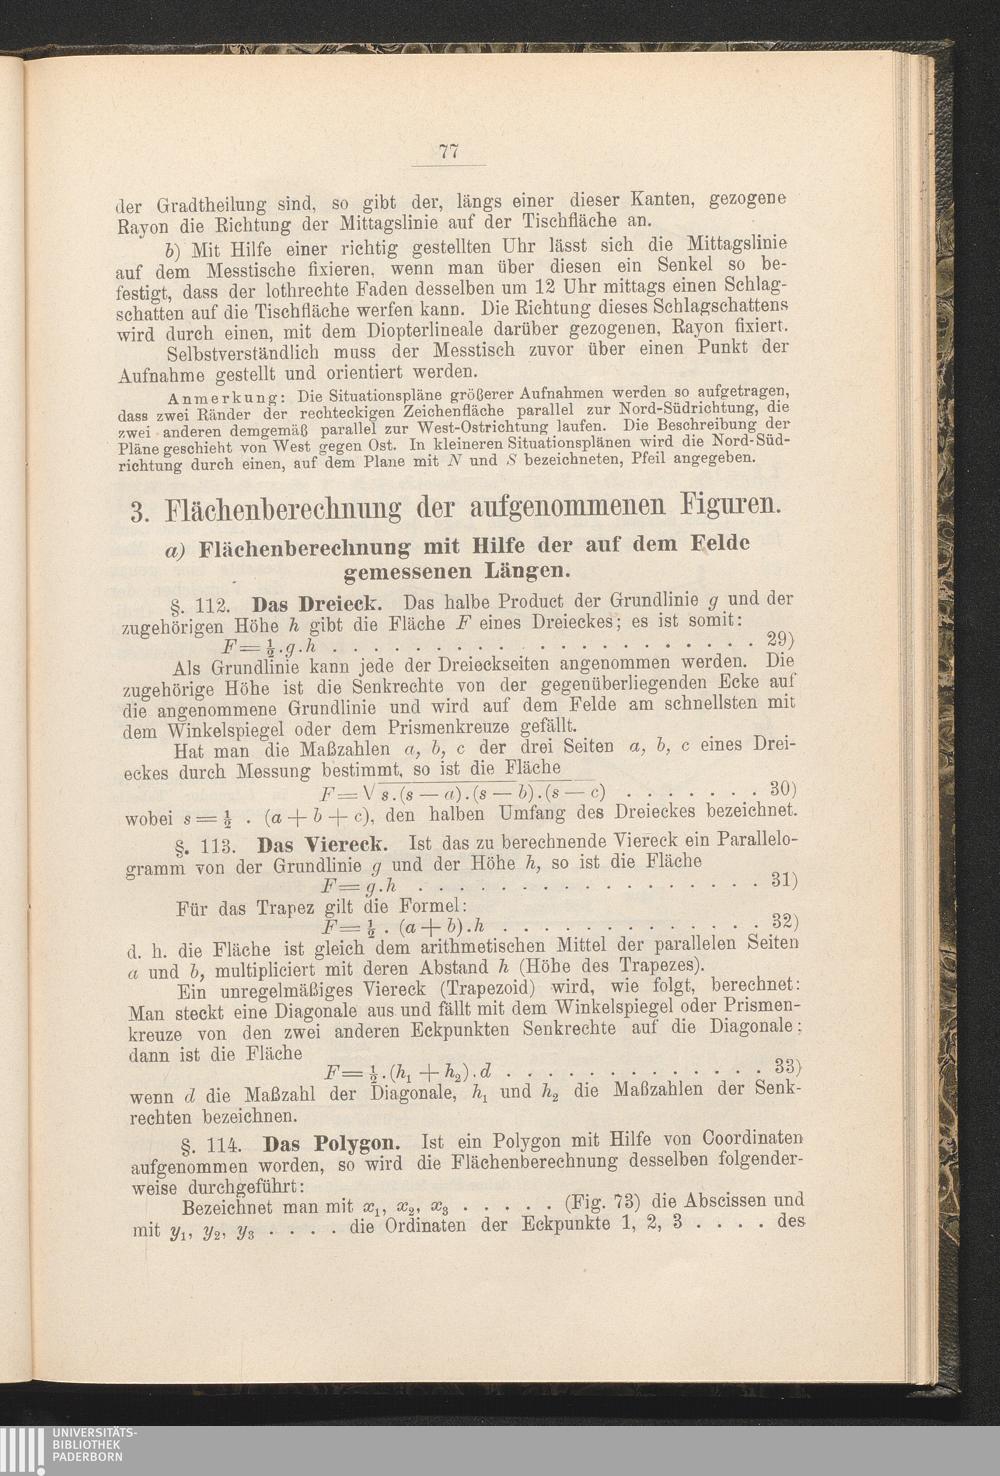 77
der Gradtheilung sind, so gibt der, längs einer dieser Kanten, gezogene
Rayon die Richtung der Mittagslinie auf der Tischfläche an.
b) Mit Hilfe einer richtig gestellten Uhr lässt sich die Mittagslinie
auf dem Messtische fixieren, wenn man über diesen ein Senkel so be-
festigt, dass der lothrechte Faden desselben um 12 Uhr mittags einen Schlag-
schatten auf die Tischfläche werfen kann. Die Richtung dieses Schlagschattens
wird durch einen, mit dem Diopterlineale darüber gezogenen, Rayon fixiert.
Selbstverständlich muss der Messtisch zuvor über einen Punkt der
Aufnahme gestellt und orientiert werden.
Anmerkung: Die Situationspläne größerer Aufnahmen werden so aufgetragen,
dass zwei Ränder der rechteckigen Zeichenfläche parallel zur Nord-Südrichtung, die
zwei anderen demgemäß parallel zur West-Ostrichtung laufen. Die Beschreibung der
Pläne geschieht von West gegen Ost. In kleineren Situationsplänen wird die Nord-Süd-
richtung durch einen, auf dem Plane mit N und S bezeichneten, Pfeil angegeben.
3. Flächenberechnung der aufgenommenen Figuren.
a) Flächenberechnung mit Hilfe der auf dem Felde
gemessenen Längen.
§. 112. Das Dreieck. Das halbe Product der Grundlinie g und der
zugehörigen Höhe h gibt die Fläche F eines Dreieckes; es ist somit:
F = ½ . g . h . . . . . . . . . . . . . . . . . . . . . 29)
Als Grundlinie kann jede der Dreieckseiten angenommen werden. Die
zugehörige Höhe ist die Senkrechte von der gegenüberliegenden Ecke auf
die angenommene Grundlinie und wird auf dem Felde am schnellsten mit
dem Winkelspiegel oder dem Prismenkreuze gefällt.
Hat man die Maßzahlen a, b, c der drei Seiten a, b, c eines Drei-
eckes durch Messung bestimmt, so ist die Fläche
F = √s . (s — a) . (s — b) . (s — c) . . . . . . . 30)
wobei s = ½ . (a + b + c), den halben Umfang des Dreieckes bezeichnet.
§. 113. Das Viereck. Ist das zu berechnende Viereck ein Parallelo-
gramm von der Grundlinie g und der Höhe h, so ist die Fläche
F = g . h . . . . . . . . . . . . . . . . . 31)
Für das Trapez gilt die Formel:
F = ½ . (a + b) . h . . . . . . . . . . . . . 32)
d. h. die Fläche ist gleich dem arithmetischen Mittel der parallelen Seiten
a und b, multipliciert mit deren Abstand h (Höhe des Trapezes).
Ein unregelmäßiges Viereck (Trapezoid) wird, wie folgt, berechnet:
Man steckt eine Diagonale aus und fällt mit dem Winkelspiegel oder Prismen-
kreuze von den zwei anderen Eckpunkten Senkrechte auf die Diagonale;
dann ist die Fläche
F = ½ . (h₁ + h₂) . d . . . . . . . . . . . . . 33)
wenn d die Maßzahl der Diagonale, h₁ und h₂ die Maßzahlen der Senk-
rechten bezeichnen.
§. 114. Das Polygon. Ist ein Polygon mit Hilfe von Coordinaten
aufgenommen worden, so wird die Flächenberechnung desselben folgender-
weise durchgeführt:
Bezeichnet man mit x₁, x₂, x₃ . . . . . (Fig. 73) die Abscissen und
mit y₁, y₂, y₃ . . . . die Ordinaten der Eckpunkte 1, 2, 3 . . . . des
UNIVERSITÄTS-
BIBLIOTHEK
PADERBORN